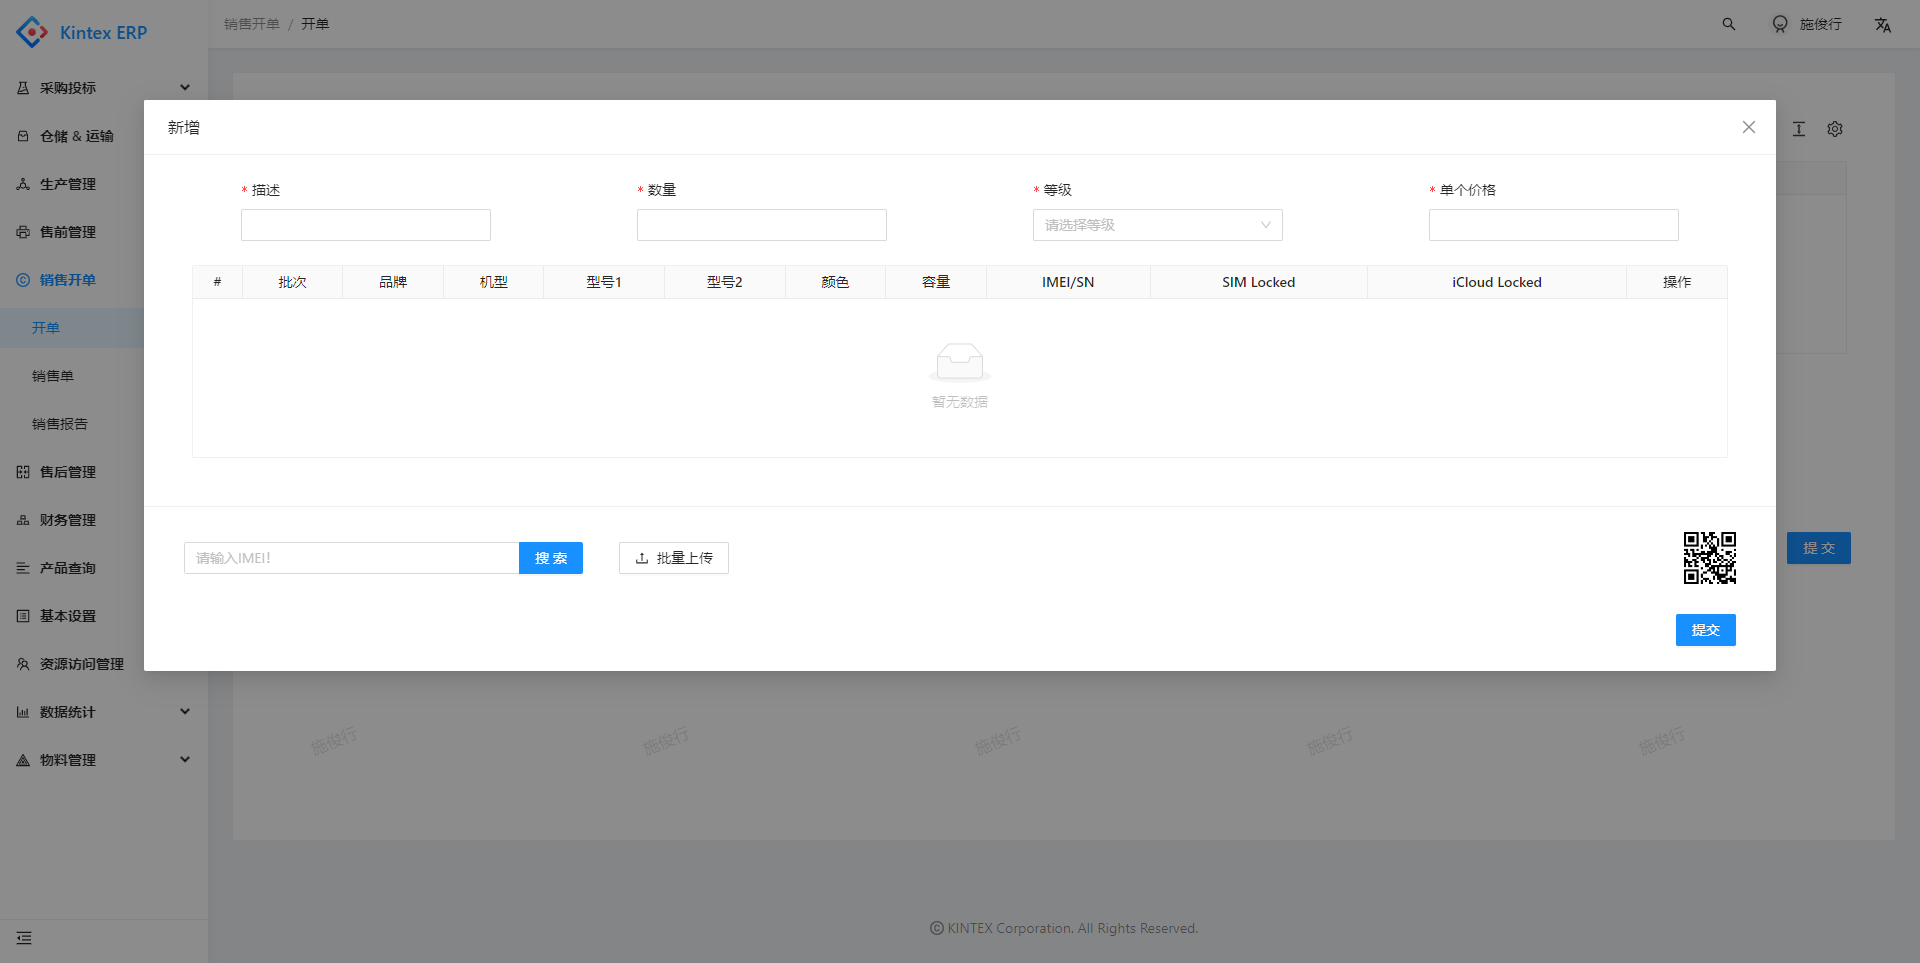 Kintex ERP
销售开单 / 开单
施俊行
采购投标
仓储 & 运输
生产管理
售前管理
销售开单
开单
销售单
销售报告
售后管理
财务管理
产品查询
基本设置
资源访问管理
数据统计
物料管理
新增
* 描述
* 数量
* 等级
* 单个价格
请选择等级
# 批次 品牌 机型 型号1 型号2 颜色 容量 IMEI/SN SIM Locked iCloud Locked 操作
暂无数据
请输入IMEI!
搜 索
批量上传
提交
提 交
施俊行 施俊行 施俊行 施俊行 施俊行
© KINTEX Corporation. All Rights Reserved.